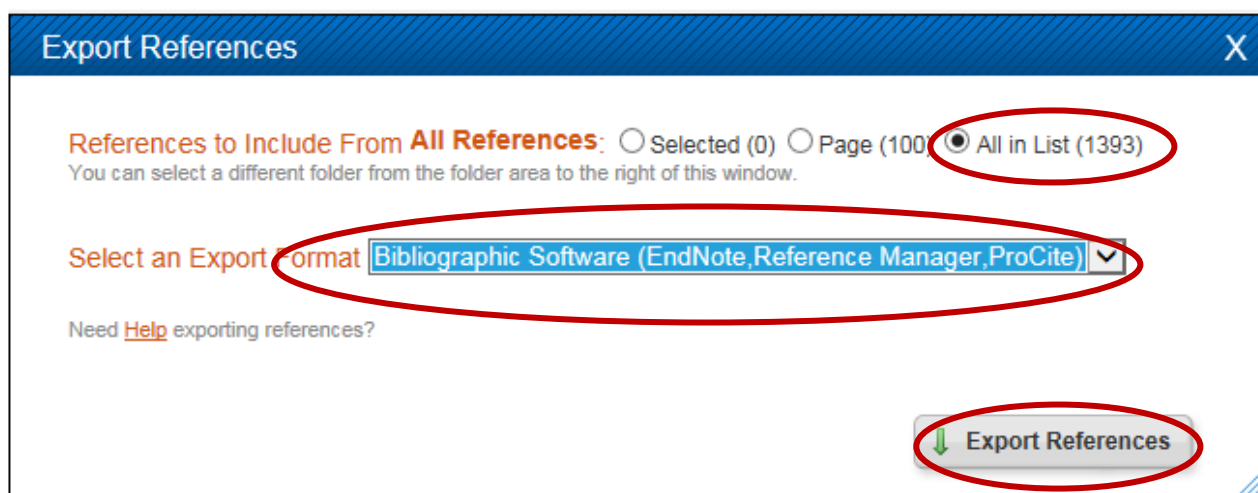 Export References X
References to Include From All References: Selected (0) Page (100) All in List (1393)
You can select a different folder from the folder area to the right of this window.
Select an Export Format Bibliographic Software (EndNote,Reference Manager,ProCite)
Need Help exporting references?
Export References